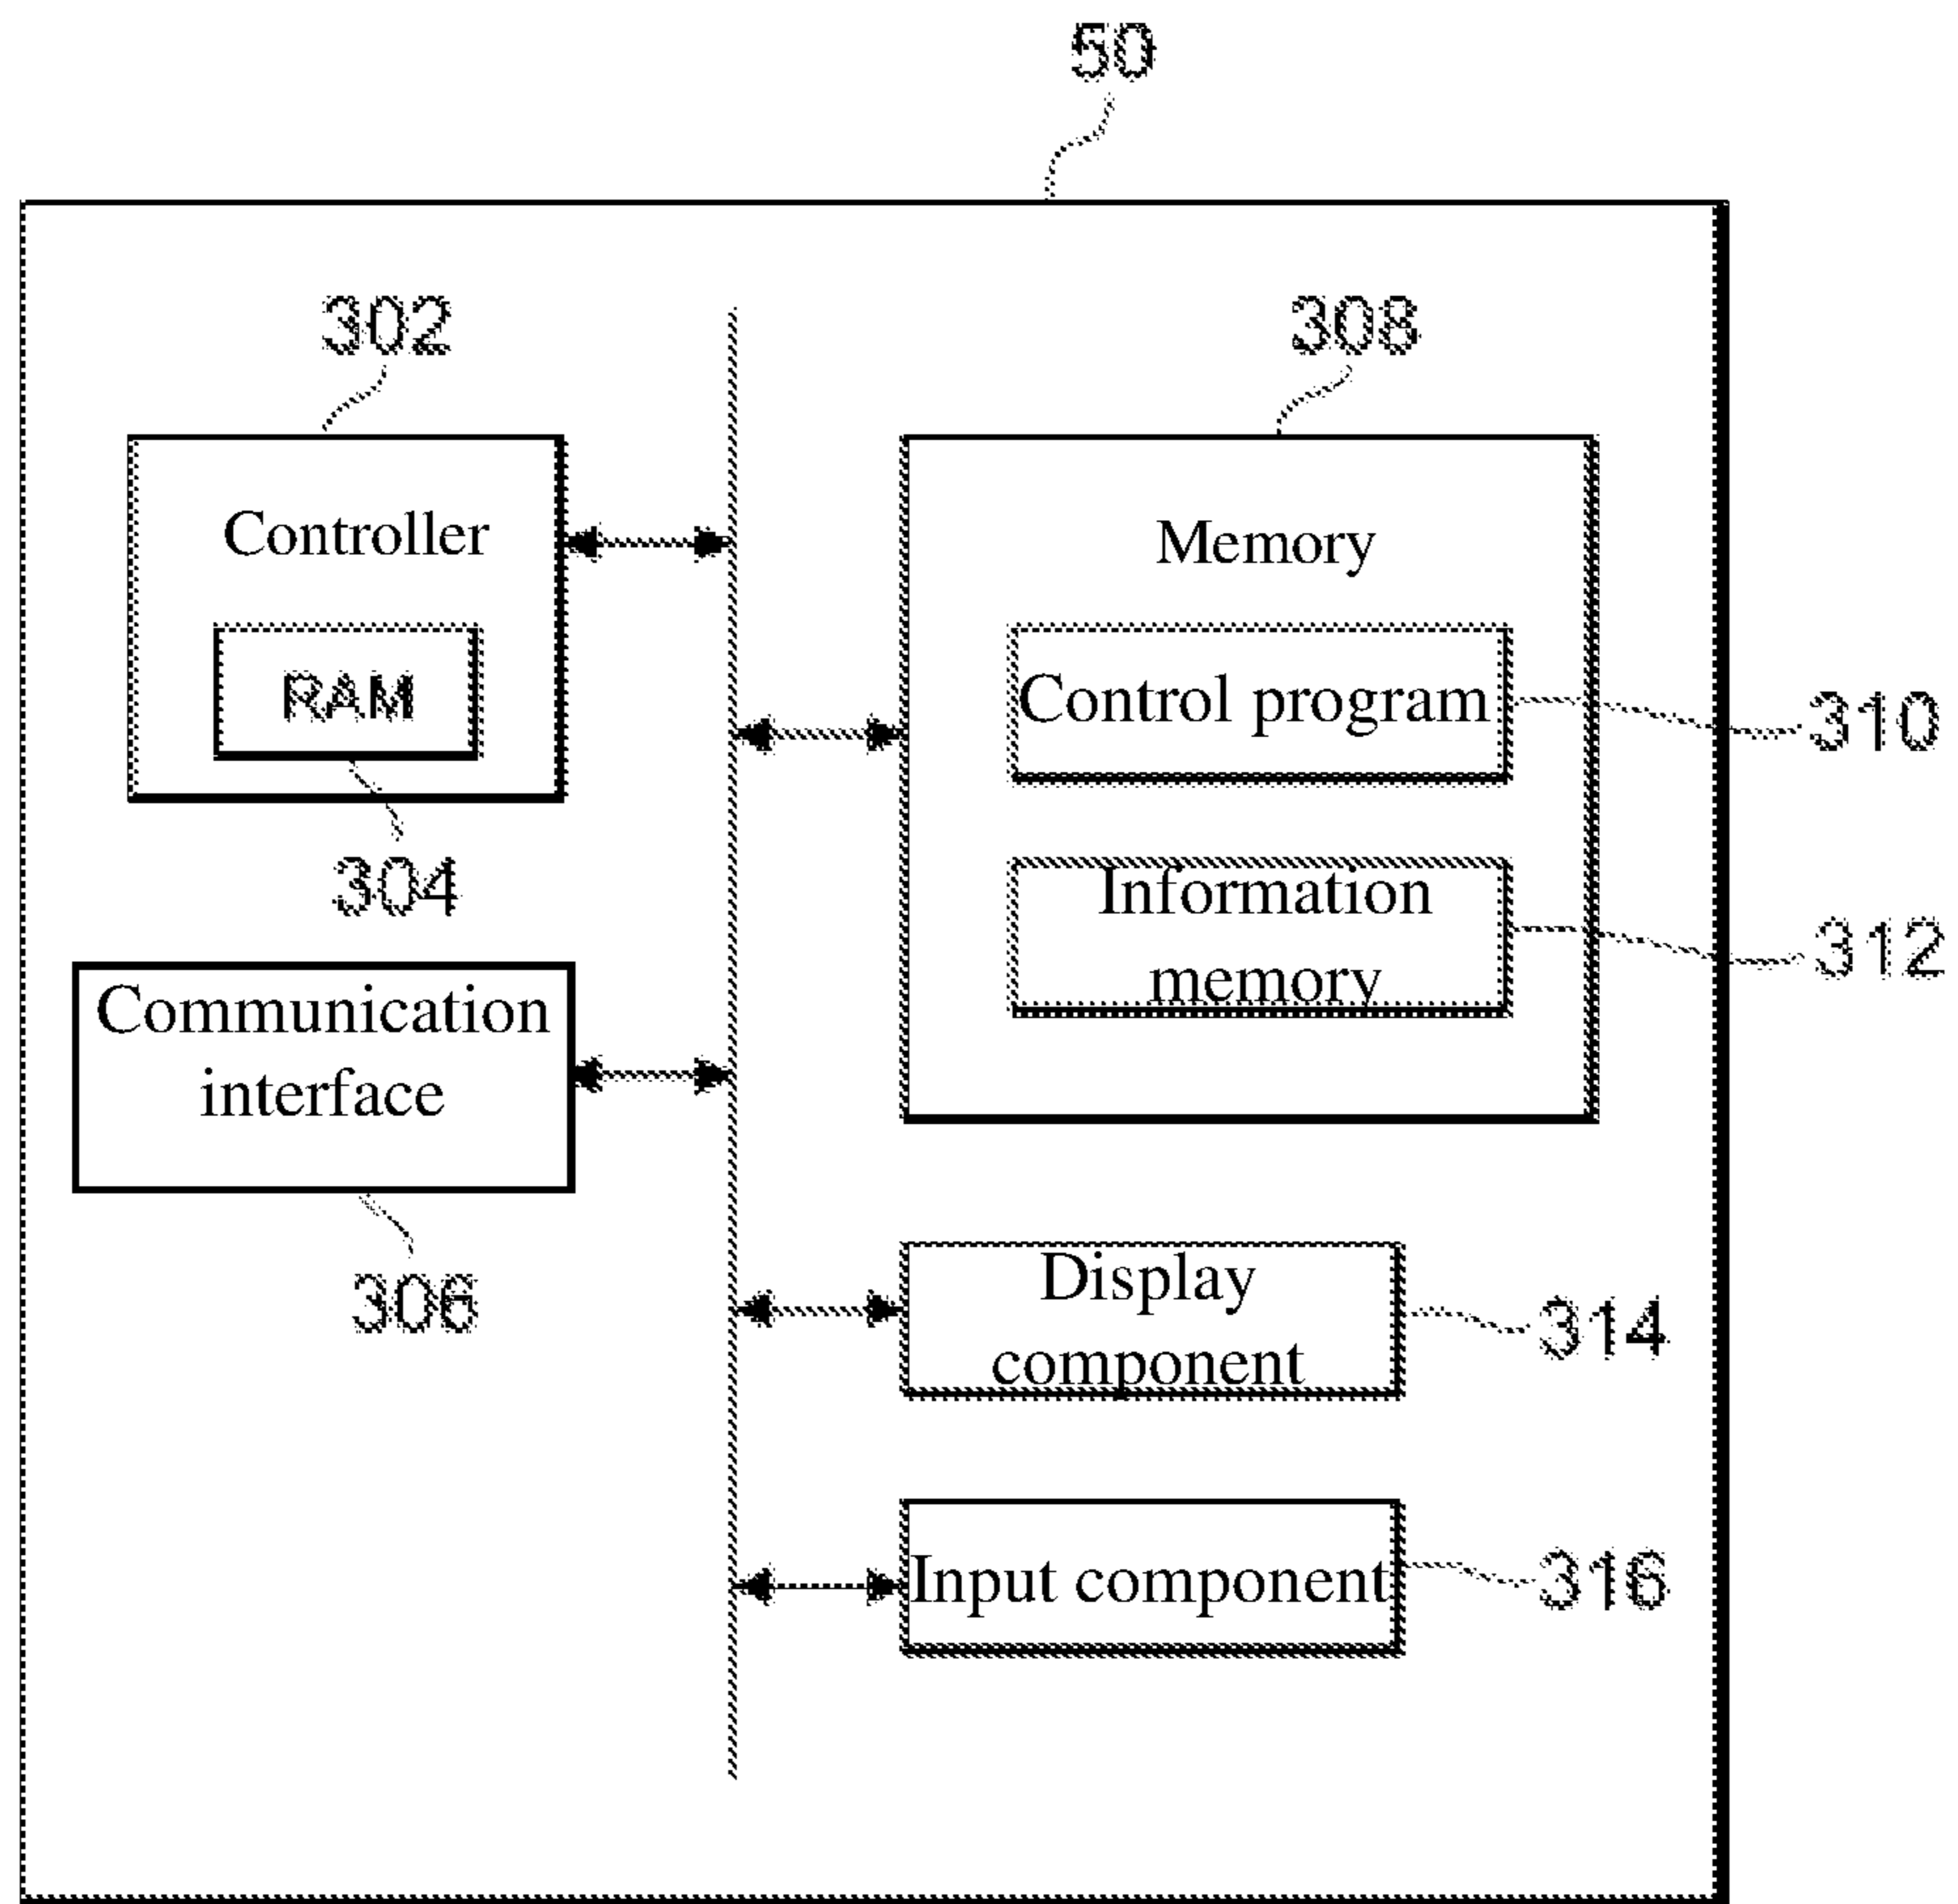 50
302
308
Controller
Memory
RAM
Control program
310
304
Information
memory
312
Communication
interface
306
Display
component
314
Input component
316